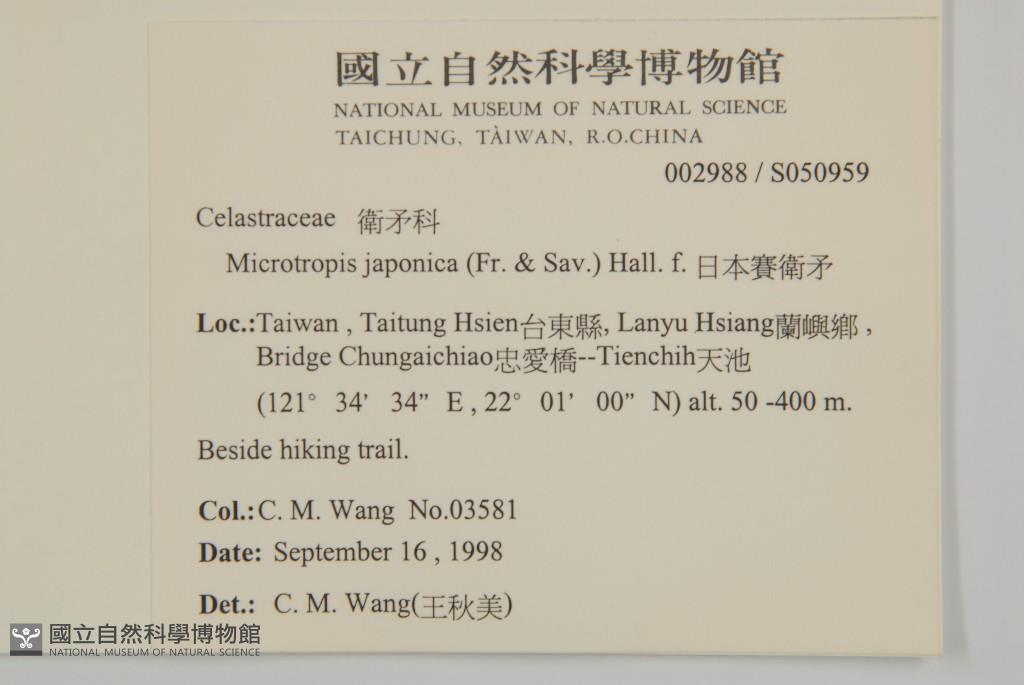 國立自然科學博物館
NATIONAL MUSEUM OF NATURAL SCIENCE
TAICHUNG, TAIWAN, R.O.CHINA
002988 / S050959
Celastraceae 衛矛科
Microtropis japonica (Fr. & Sav.) Hall. f. 日本賽衛矛
Loc.:Taiwan , Taitung Hsien台東縣, Lanyu Hsiang蘭嶼鄉 ,
Bridge Chungaichiao忠愛橋--Tienchih天池
(121° 34’ 34” E , 22° 01’ 00” N) alt. 50 -400 m.
Beside hiking trail.
Col.:C. M. Wang No.03581
Date: September 16 , 1998
Det.: C. M. Wang(王秋美)
國立自然科學博物館
NATIONAL MUSEUM OF NATURAL SCIENCE